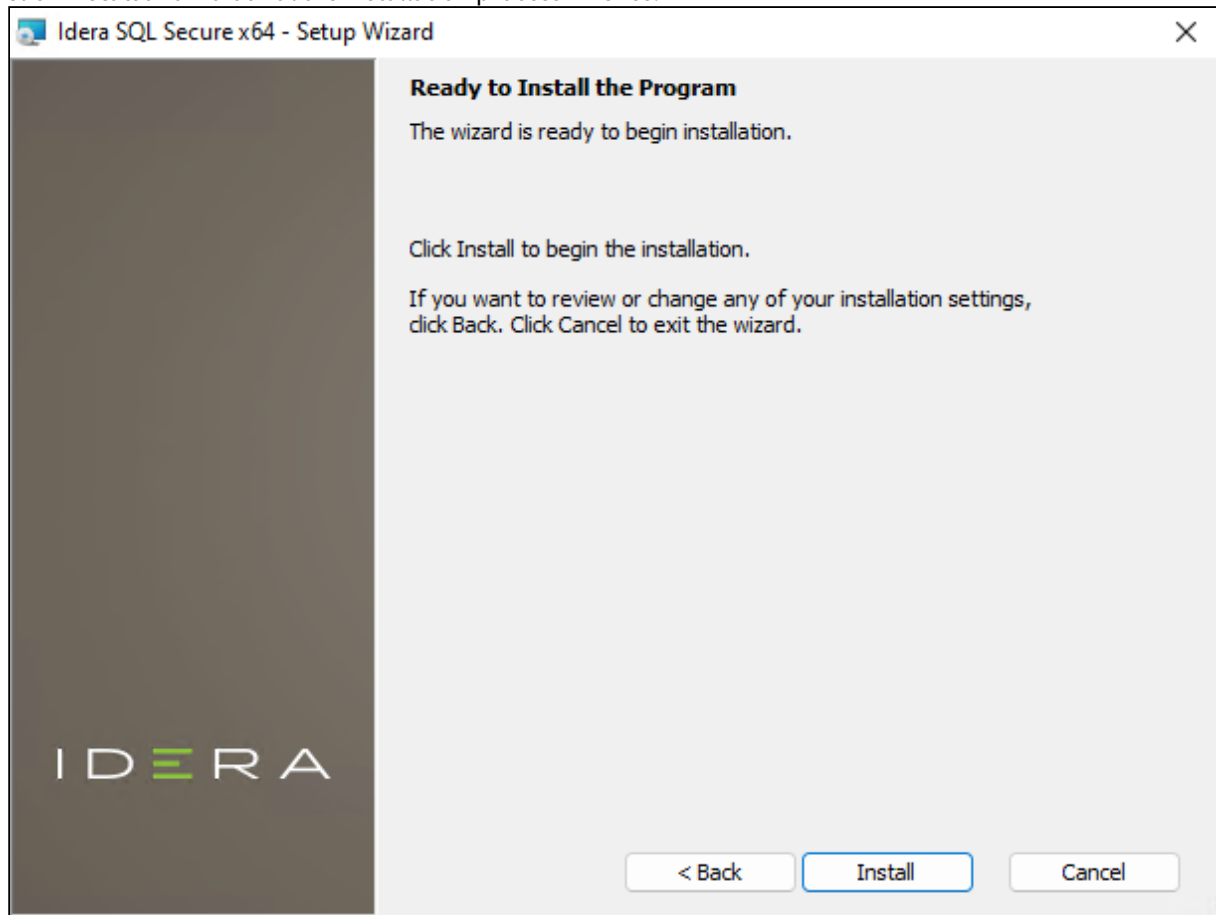 Idera SQL Secure x64 - Setup Wizard
Ready to Install the Program
The wizard is ready to begin installation.
Click Install to begin the installation.
If you want to review or change any of your installation settings,
click Back. Click Cancel to exit the wizard.
IDERA
< Back
Install
Cancel